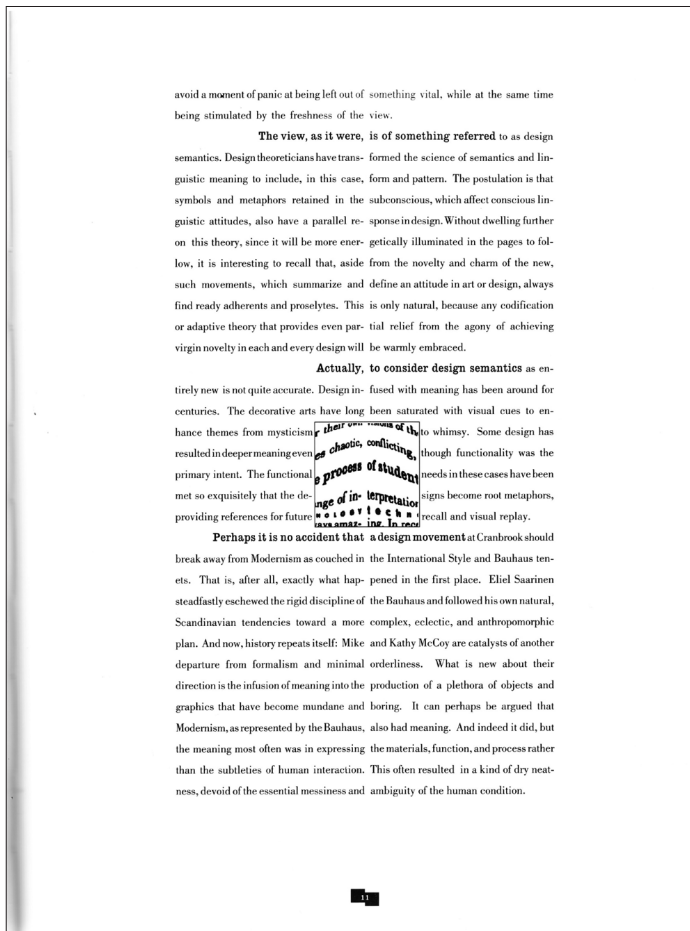 avoid a moment of panic at being left out of something vital, while at the same time
being stimulated by the freshness of the view.
The view, as it were, is of something referred to as design
semantics. Design theoreticians have trans- formed the science of semantics and lin-
guistic meaning to include, in this case, form and pattern. The postulation is that
symbols and metaphors retained in the subconscious, which affect conscious lin-
guistic attitudes, also have a parallel re- sponse in design. Without dwelling further
on this theory, since it will be more ener- getically illuminated in the pages to fol-
low, it is interesting to recall that, aside from the novelty and charm of the new,
such movements, which summarize and define an attitude in art or design, always
find ready adherents and proselytes. This is only natural, because any codification
or adaptive theory that provides even par- tial relief from the agony of achieving
virgin novelty in each and every design will be warmly embraced.
Actually, to consider design semantics as en-
tirely new is not quite accurate. Design in- fused with meaning has been around for
centuries. The decorative arts have long been saturated with visual cues to en-
hance themes from mysticism to whimsy. Some design has
resulted in deeper meaning even though functionality was the
primary intent. The functional needs in these cases have been
met so exquisitely that the de- signs become root metaphors,
providing references for future recall and visual replay.
their own of
chaotic, conflicting,
process of student
of in- terpretation
amaz- ing. In
Perhaps it is no accident that a design movement at Cranbrook should
break away from Modernism as couched in the International Style and Bauhaus ten-
ets. That is, after all, exactly what hap- pened in the first place. Eliel Saarinen
steadfastly eschewed the rigid discipline of the Bauhaus and followed his own natural,
Scandinavian tendencies toward a more complex, eclectic, and anthropomorphic
plan. And now, history repeats itself: Mike and Kathy McCoy are catalysts of another
departure from formalism and minimal orderliness. What is new about their
direction is the infusion of meaning into the production of a plethora of objects and
graphics that have become mundane and boring. It can perhaps be argued that
Modernism, as represented by the Bauhaus, also had meaning. And indeed it did, but
the meaning most often was in expressing the materials, function, and process rather
than the subtleties of human interaction. This often resulted in a kind of dry neat-
ness, devoid of the essential messiness and ambiguity of the human condition.
11